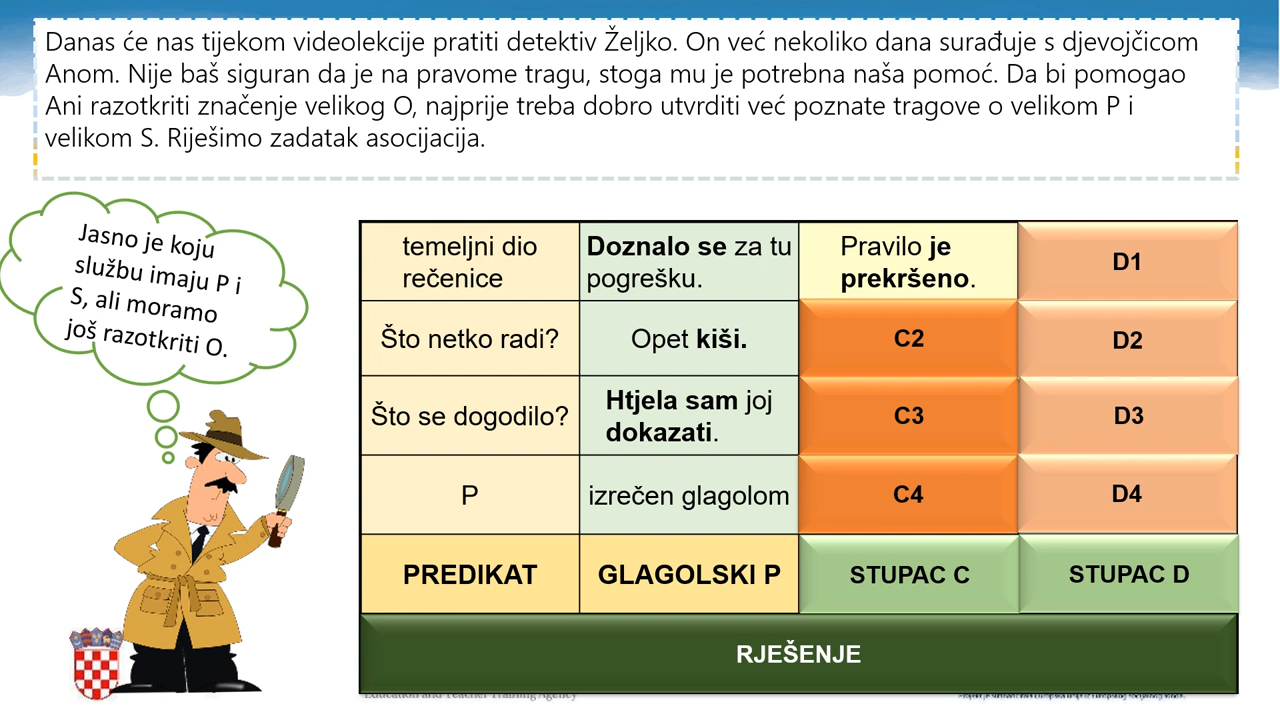 Danas će nas tijekom videolekcije pratiti detektiv Željko. On već nekoliko dana surađuje s djevojčicom
Anom. Nije baš siguran da je na pravome tragu, stoga mu je potrebna naša pomoć. Da bi pomogao
Ani razotkriti značenje velikog O, najprije treba dobro utvrditi već poznate tragove o velikom P i
velikom S. Riješimo zadatak asocijacija.
Jasno je koju
službu imaju P i
S, ali moramo
još razotkriti O.
temeljni dio
rečenice
Doznalo se za tu
pogrešku.
Pravilo je
prekršeno.
D1
Što netko radi?
Opet kiši.
C2
D2
Što se dogodilo?
Htjela sam joj
dokazati.
C3
D3
P
izrečen glagolom
C4
D4
PREDIKAT
GLAGOLSKI P
STUPAC C
STUPAC D
RJEŠENJE
Education and Teacher Training Agency